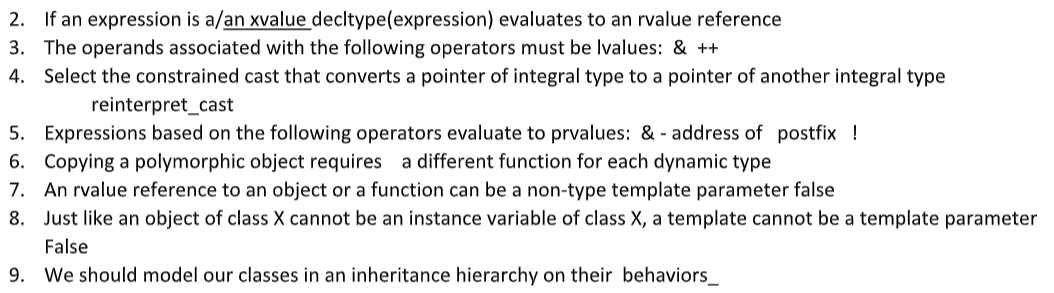 2. If an expression is a/an xvalue decltype(expression) evaluates to an rvalue reference
3. The operands associated with the following operators must be lvalues: & ++
4. Select the constrained cast that converts a pointer of integral type to a pointer of another integral type
reinterpret_cast
5. Expressions based on the following operators evaluate to prvalues: & - address of postfix !
6. Copying a polymorphic object requires a different function for each dynamic type
7. An rvalue reference to an object or a function can be a non-type template parameter false
8. Just like an object of class X cannot be an instance variable of class X, a template cannot be a template parameter
False
9. We should model our classes in an inheritance hierarchy on their behaviors_